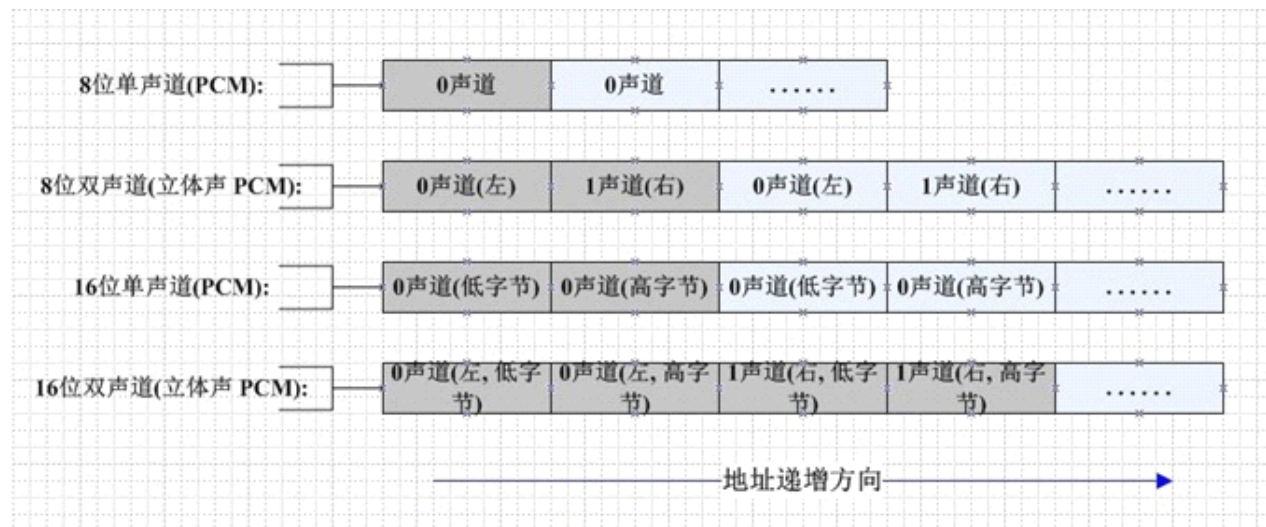 8位单声道(PCM): 0声道 0声道 ......
8位双声道(立体声 PCM): 0声道(左) 1声道(右) 0声道(左) 1声道(右) ......
16位单声道(PCM): 0声道(低字节) 0声道(高字节) 0声道(低字节) 0声道(高字节) ......
16位双声道(立体声 PCM): 0声道(左, 低字节) 0声道(左, 高字节) 1声道(右, 低字节) 1声道(右, 高字节) ......
地址递增方向